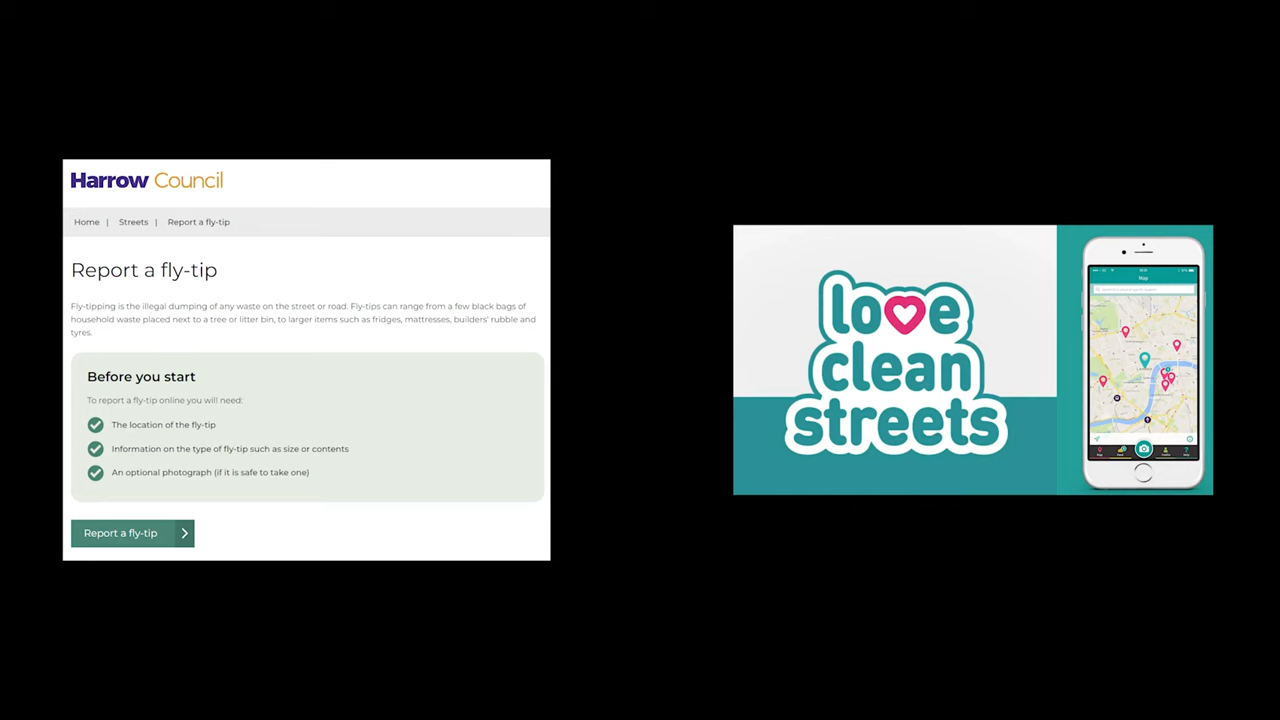 Harrow Council
Home | Streets | Report a fly-tip
Report a fly-tip
Fly-tipping is the illegal dumping of any waste on the street or road. Fly-tips can range from a few black bags of
household waste placed next to a tree or litter bin, to larger items such as fridges, mattresses, builders' rubble and
tyres.
Before you start
To report a fly-tip online you will need:
The location of the fly-tip
Information on the type of fly-tip such as size or contents
An optional photograph (if it is safe to take one)
Report a fly-tip
love
clean
streets
Map